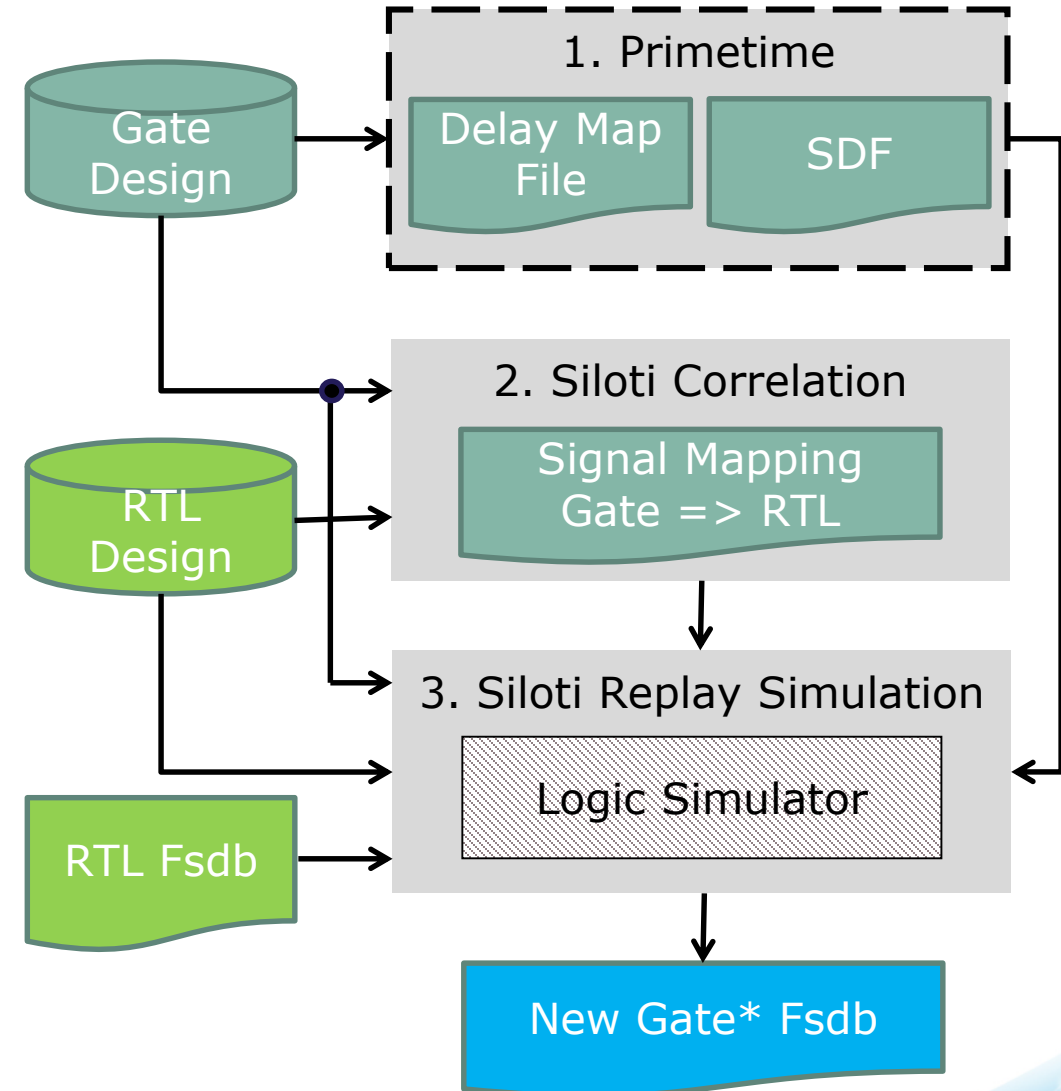 1. Primetime
Gate
Design
Delay Map
File
SDF
2. Siloti Correlation
Signal Mapping
Gate => RTL
RTL
Design
3. Siloti Replay Simulation
Logic Simulator
RTL Fsdb
New Gate* Fsdb